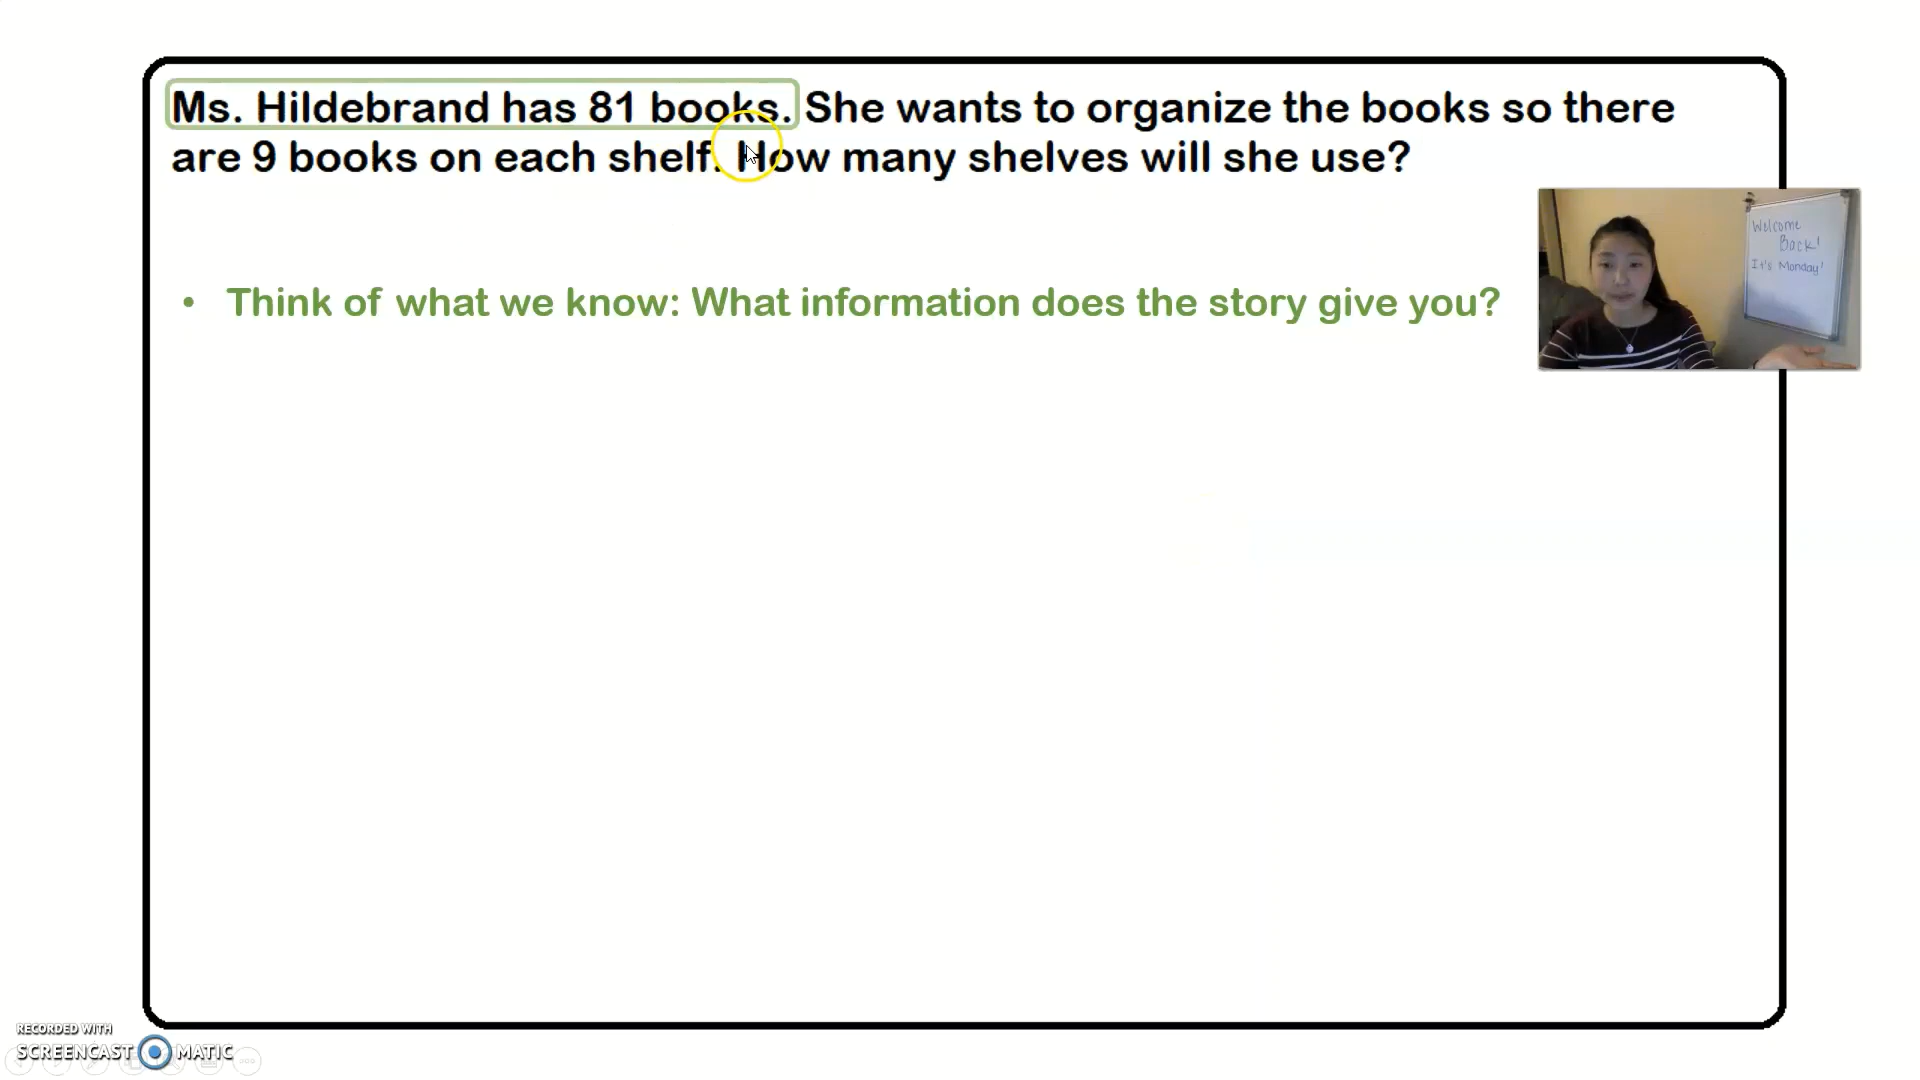 Ms. Hildebrand has 81 books. She wants to organize the books so there
are 9 books on each shelf. How many shelves will she use?
• Think of what we know: What information does the story give you?
Welcome
Back!
It's Monday!
RECORDED WITH
SCREENCAST MATIC